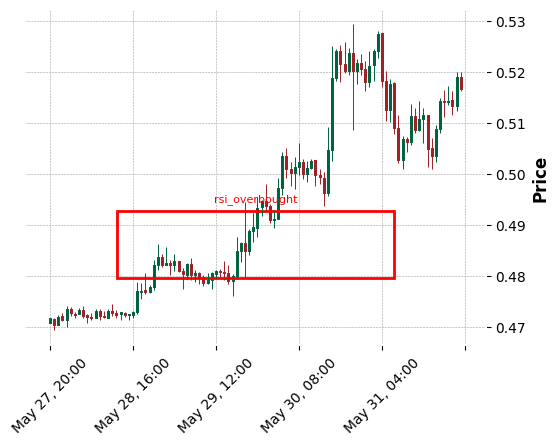 0.53
0.52
0.51
0.50
0.49
0.48
0.47
Price
rsi_overbought
May 27, 20:00
May 28, 16:00
May 29, 12:00
May 30, 08:00
May 31, 04:00